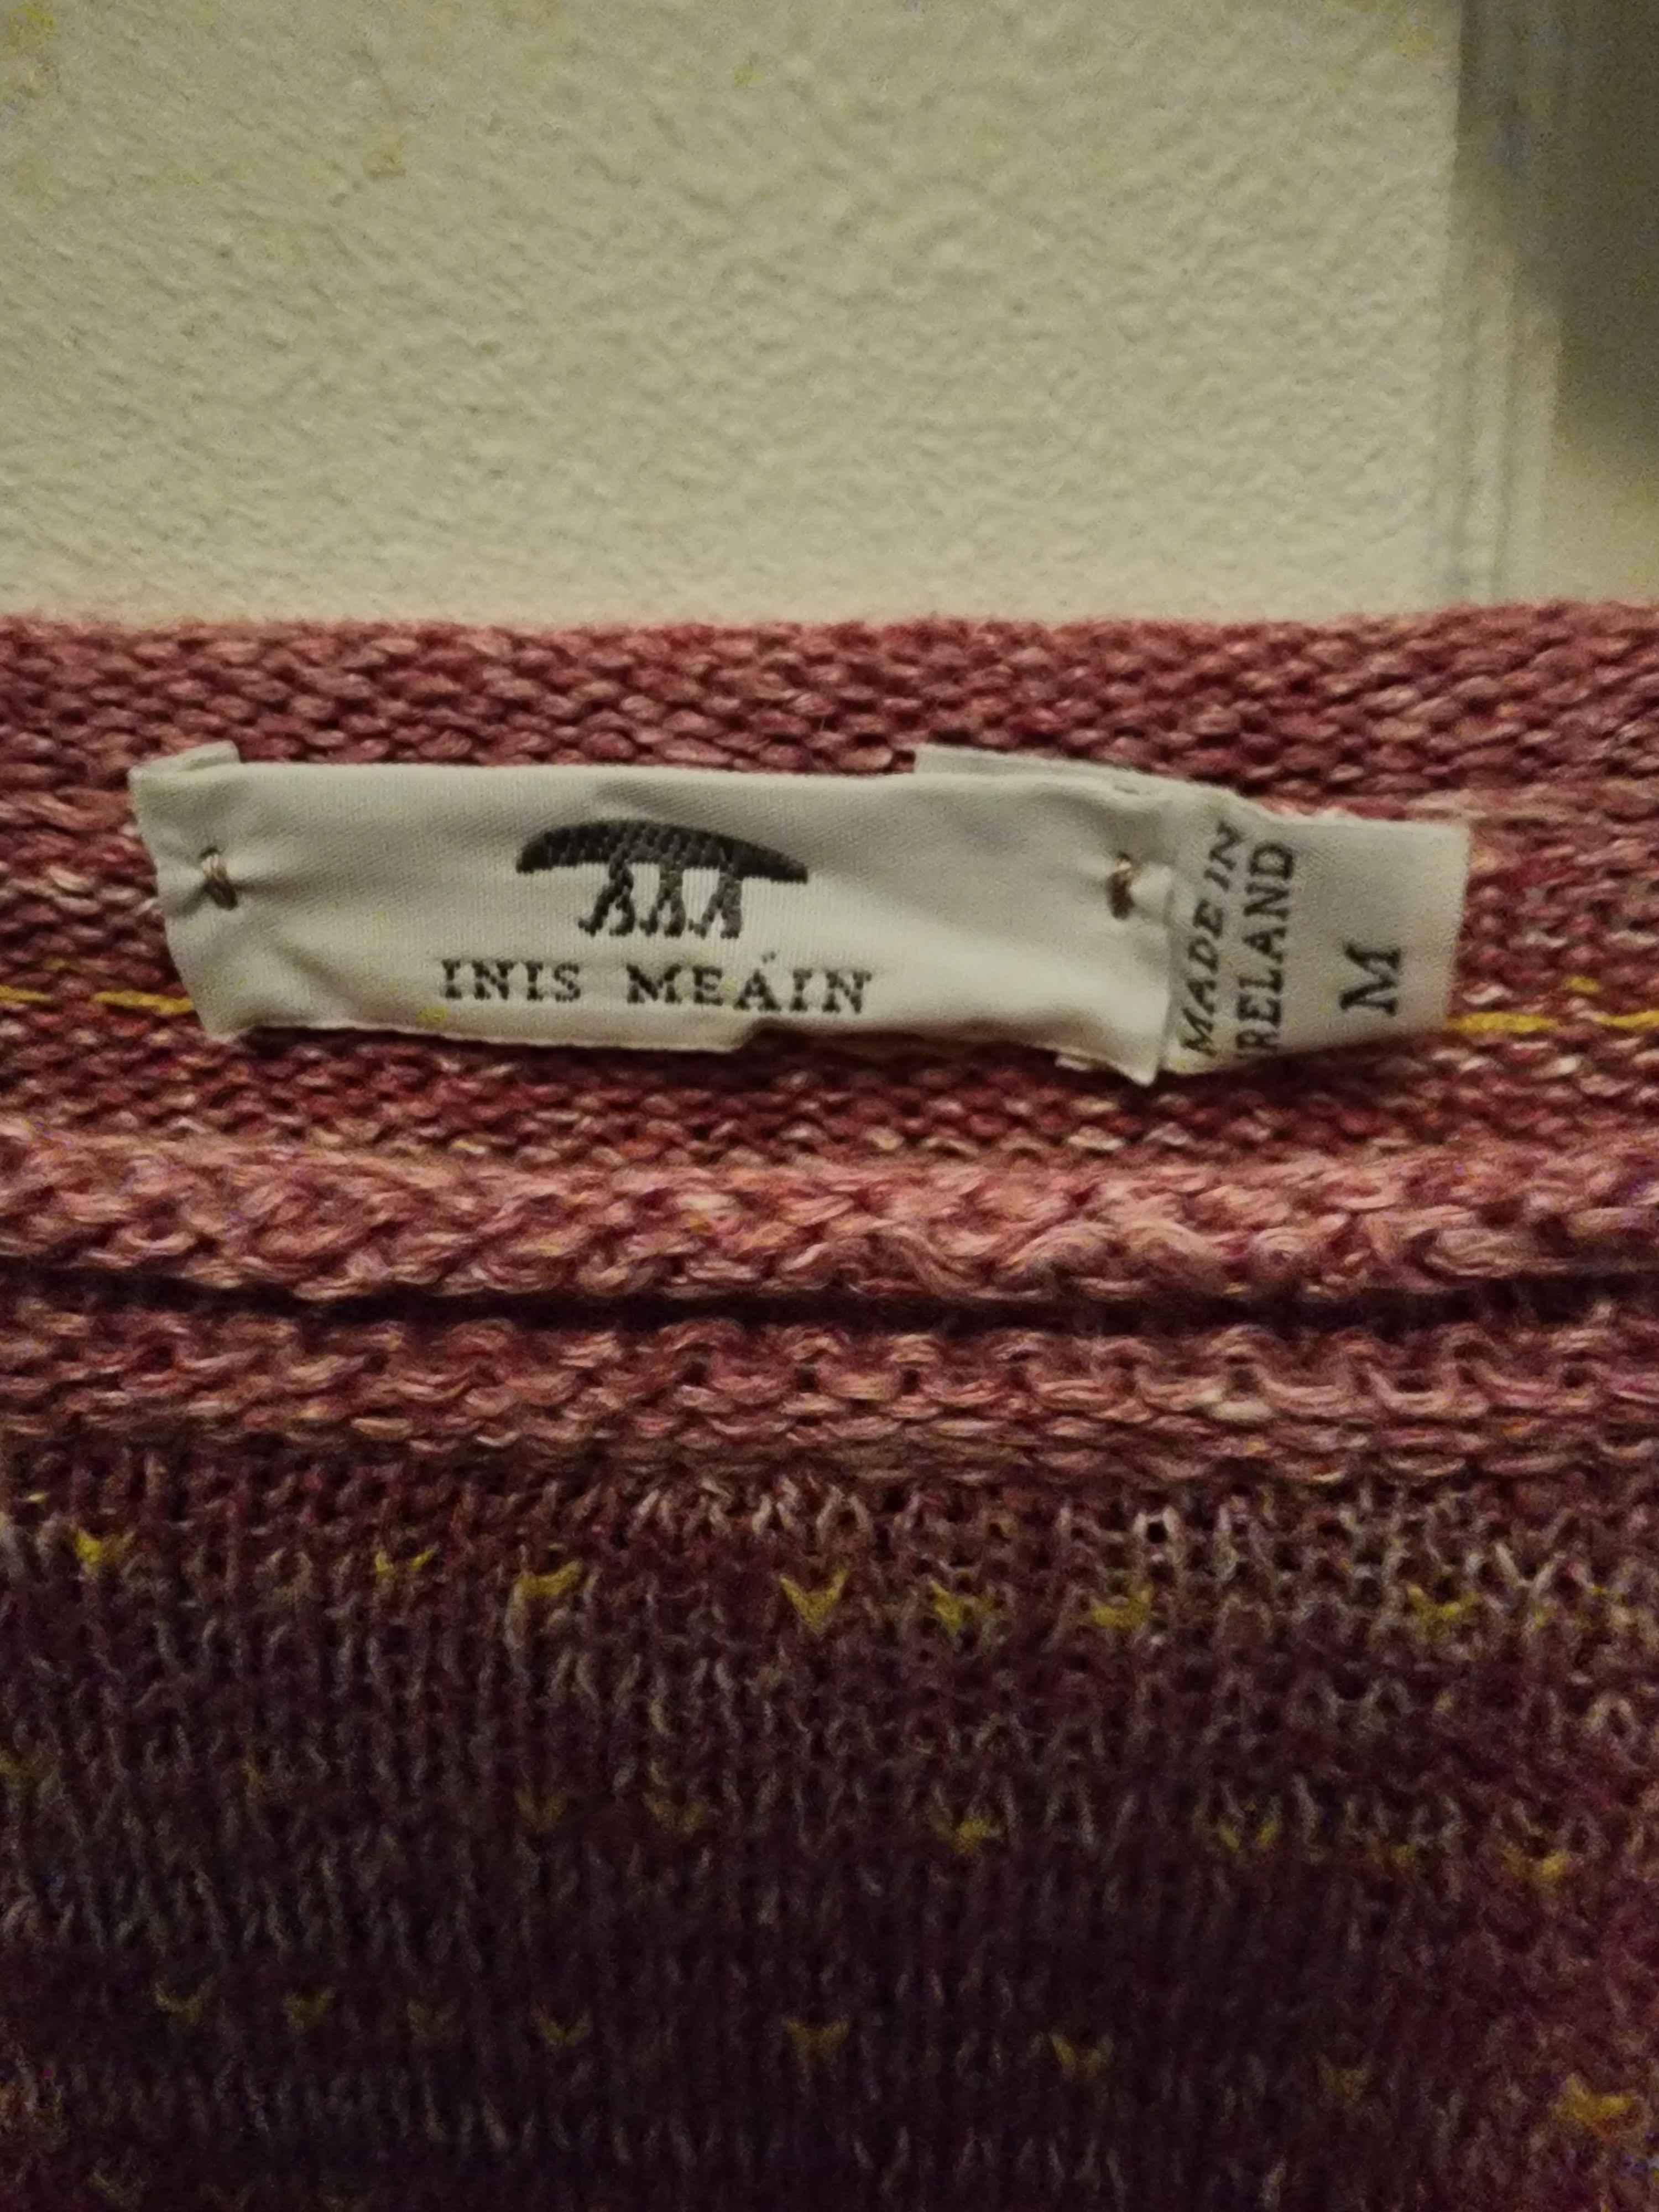 INIS MEÁIN
MADE IN
IRELAND
M